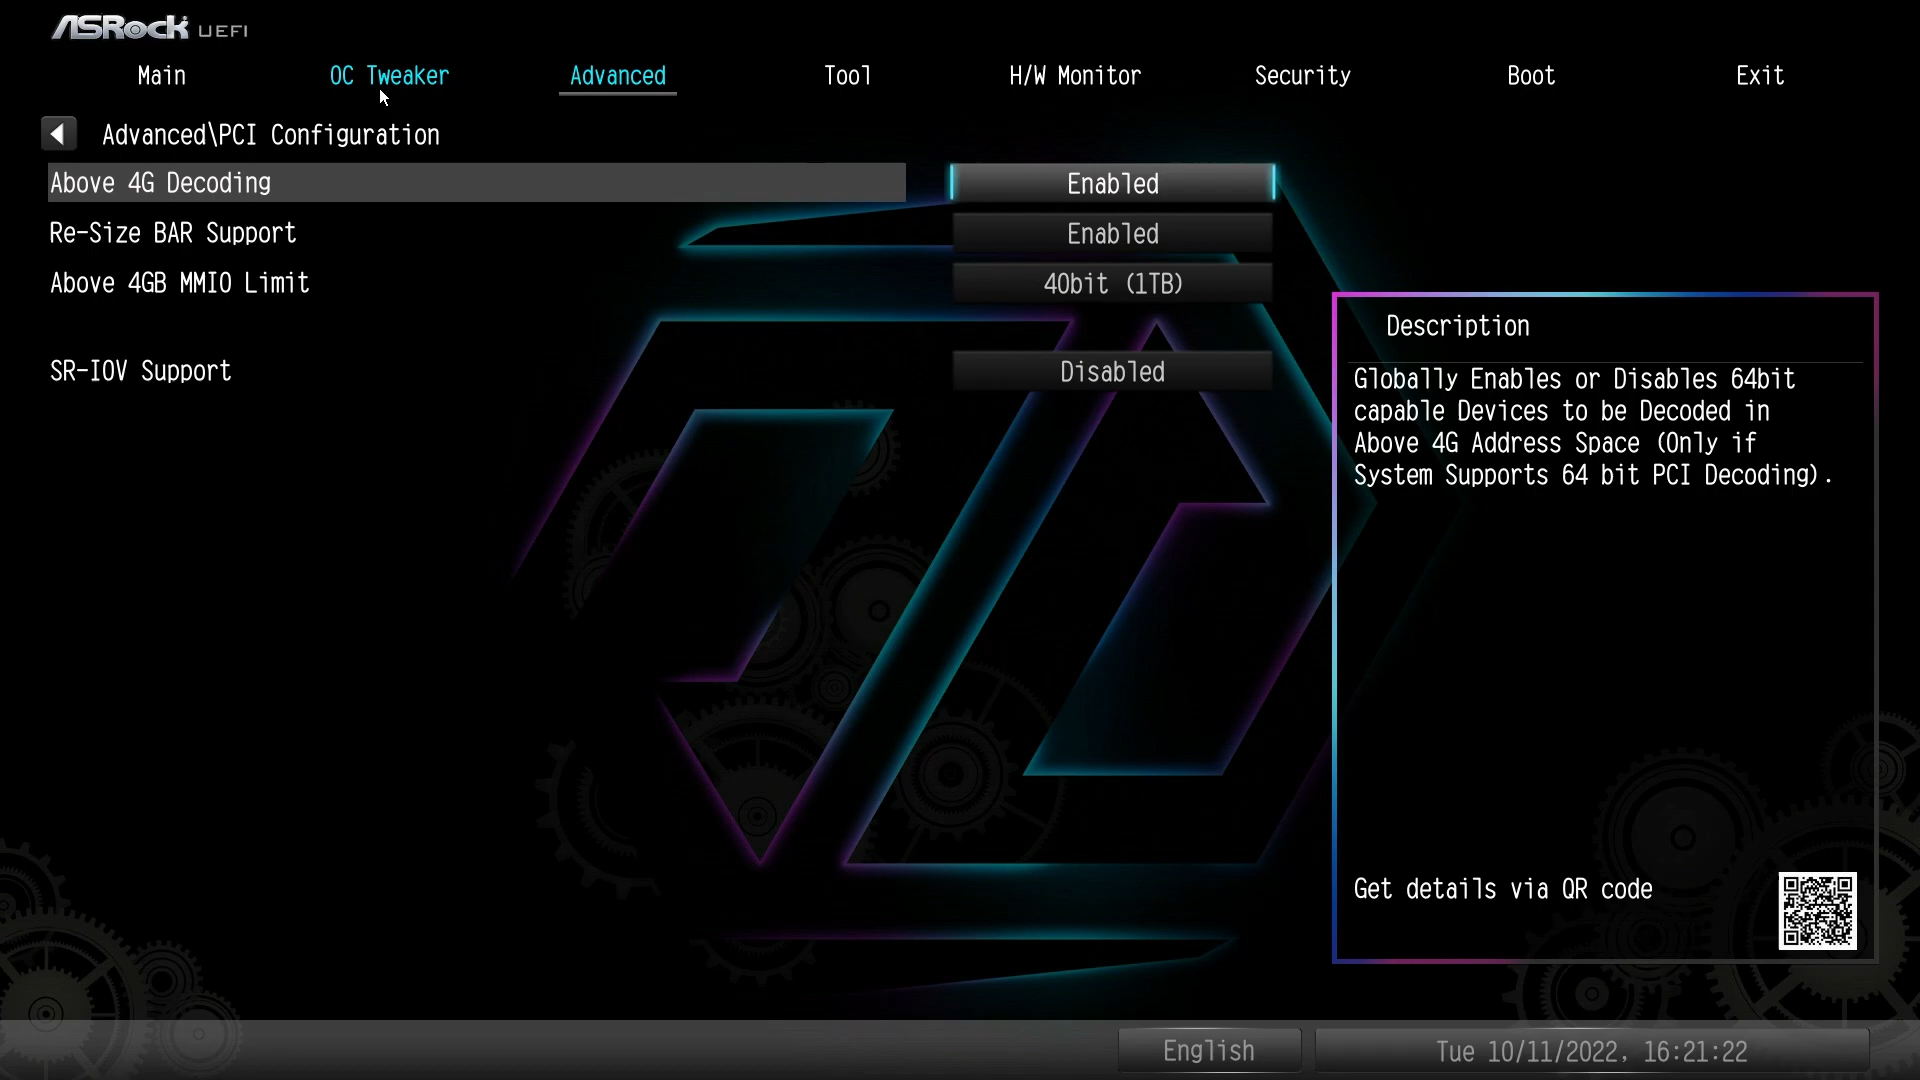 ASRock UEFI
Main OC Tweaker Advanced Tool H/W Monitor Security Boot Exit
Advanced\PCI Configuration
Above 4G Decoding Enabled
Re-Size BAR Support Enabled
Above 4GB MMIO Limit 40bit (1TB)
SR-IOV Support Disabled
Description
Globally Enables or Disables 64bit
capable Devices to be Decoded in
Above 4G Address Space (Only if
System Supports 64 bit PCI Decoding).
Get details via QR code
English Tue 10/11/2022, 16:21:22